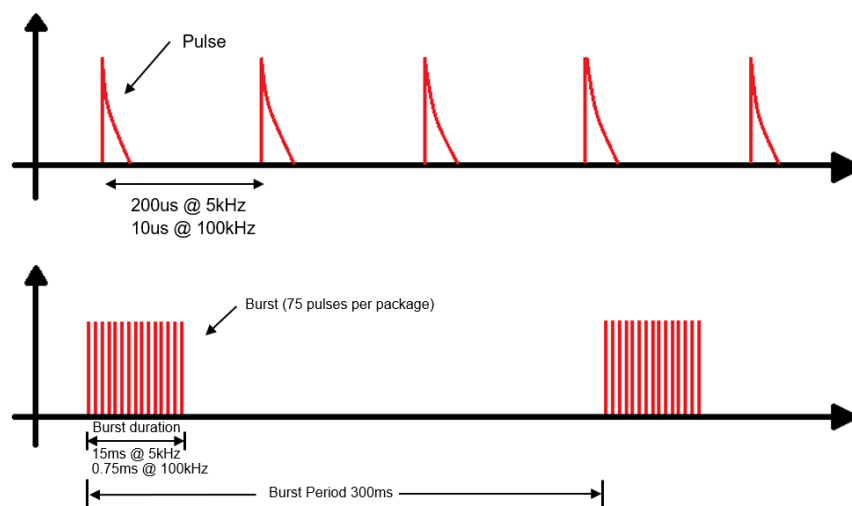 Pulse
200us @ 5kHz
10us @ 100kHz
Burst (75 pulses per package)
Burst duration
15ms @ 5kHz
0.75ms @ 100kHz
Burst Period 300ms